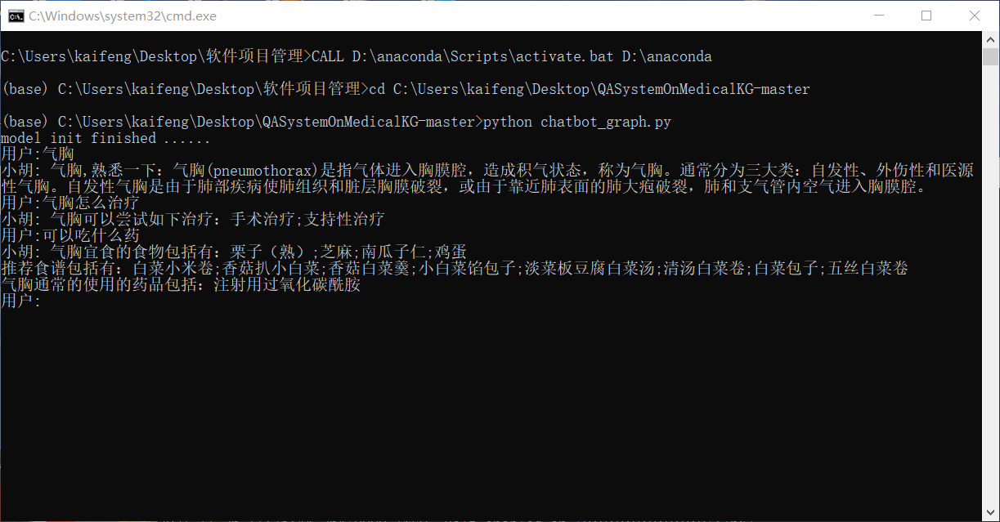 C:\Windows\system32\cmd.exe
C:\Users\kaifeng\Desktop\软件项目管理>CALL D:\anaconda\Scripts\activate.bat D:\anaconda
(base) C:\Users\kaifeng\Desktop\软件项目管理>cd C:\Users\kaifeng\Desktop\QASystemOnMedicalKG-master
(base) C:\Users\kaifeng\Desktop\QASystemOnMedicalKG-master>python chatbot_graph.py
model init finished ......
用户:气胸
小胡: 气胸,熟悉一下：气胸(pneumothorax)是指气体进入胸膜腔，造成积气状态，称为气胸。通常分为三大类：自发性、外伤性和医源
性气胸。自发性气胸是由于肺部疾病使肺组织和脏层胸膜破裂，或由于靠近肺表面的肺大疱破裂，肺和支气管内空气进入胸膜腔。
用户:气胸怎么治疗
小胡: 气胸可以尝试如下治疗：手术治疗;支持性治疗
用户:可以吃什么药
小胡: 气胸宜食的食物包括有：栗子（熟）;芝麻;南瓜子仁;鸡蛋
推荐食谱包括有：白菜小米卷;香菇扒小白菜;香菇白菜羹;小白菜馅包子;淡菜板豆腐白菜汤;清汤白菜卷;白菜包子;五丝白菜卷
气胸通常的使用的药品包括：注射用过氧化碳酰胺
用户: